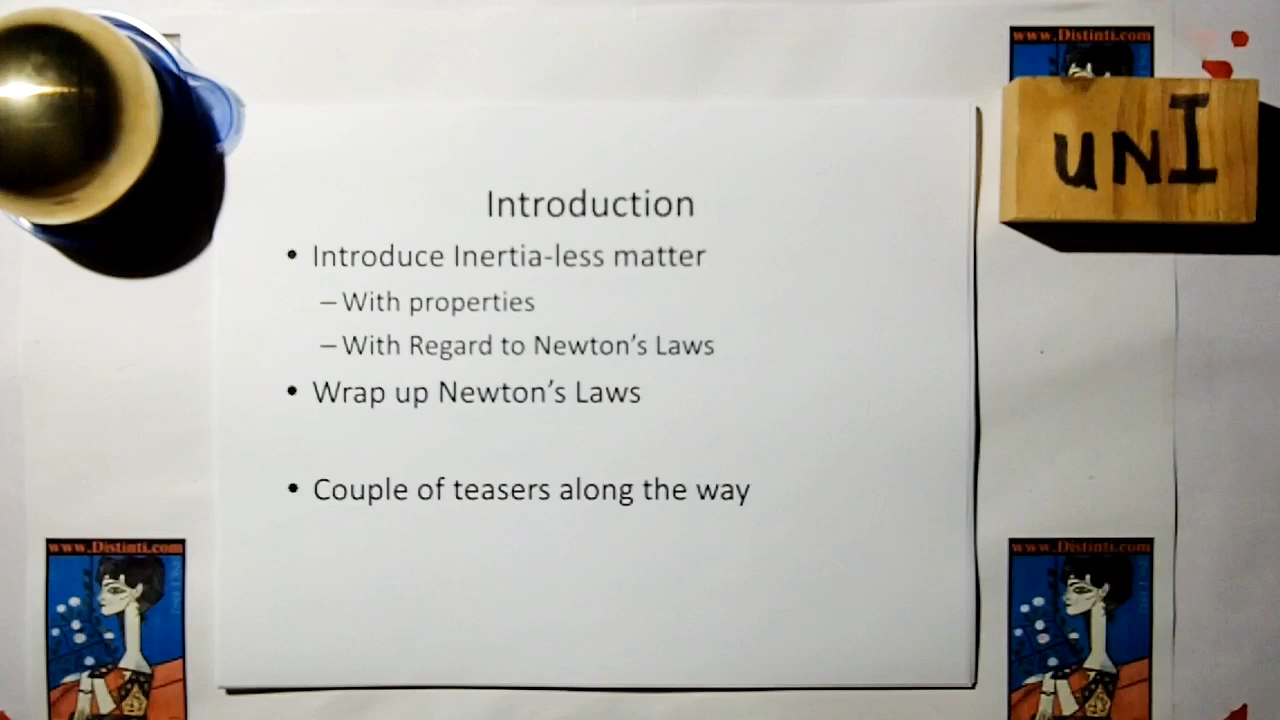 www.Distinti.com
uNI
Introduction
• Introduce Inertia-less matter
– With properties
– With Regard to Newton's Laws
• Wrap up Newton's Laws
• Couple of teasers along the way
www.Distinti.com
www.Distinti.com